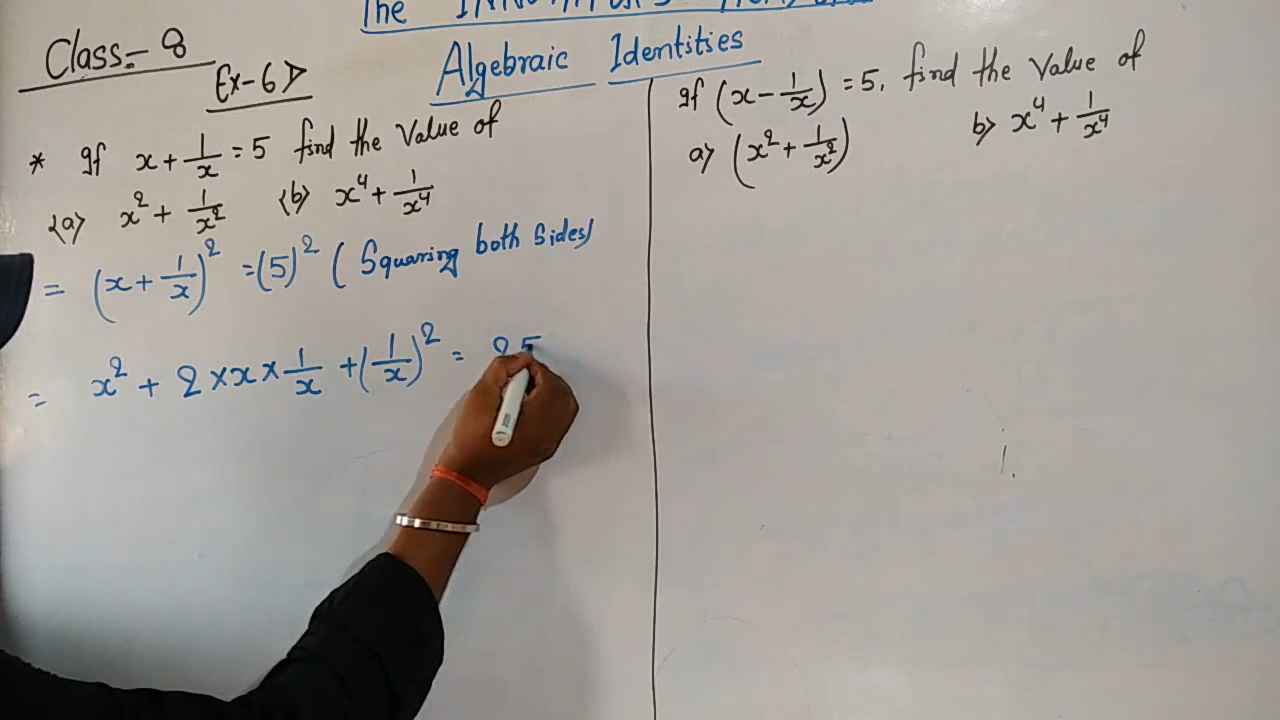 The
Class:- 8
Algebraic Identities
Ex-6>
* If x + 1/x = 5 find the Value of
(a) x² + 1/x² (b) x⁴ + 1/x⁴
= (x + 1/x)² = (5)² (Squaring both Sides)
= x² + 2 × x × 1/x + (1/x)² = 25
If (x - 1/x) = 5, find the Value of
a) (x² + 1/x²) b) x⁴ + 1/x⁴